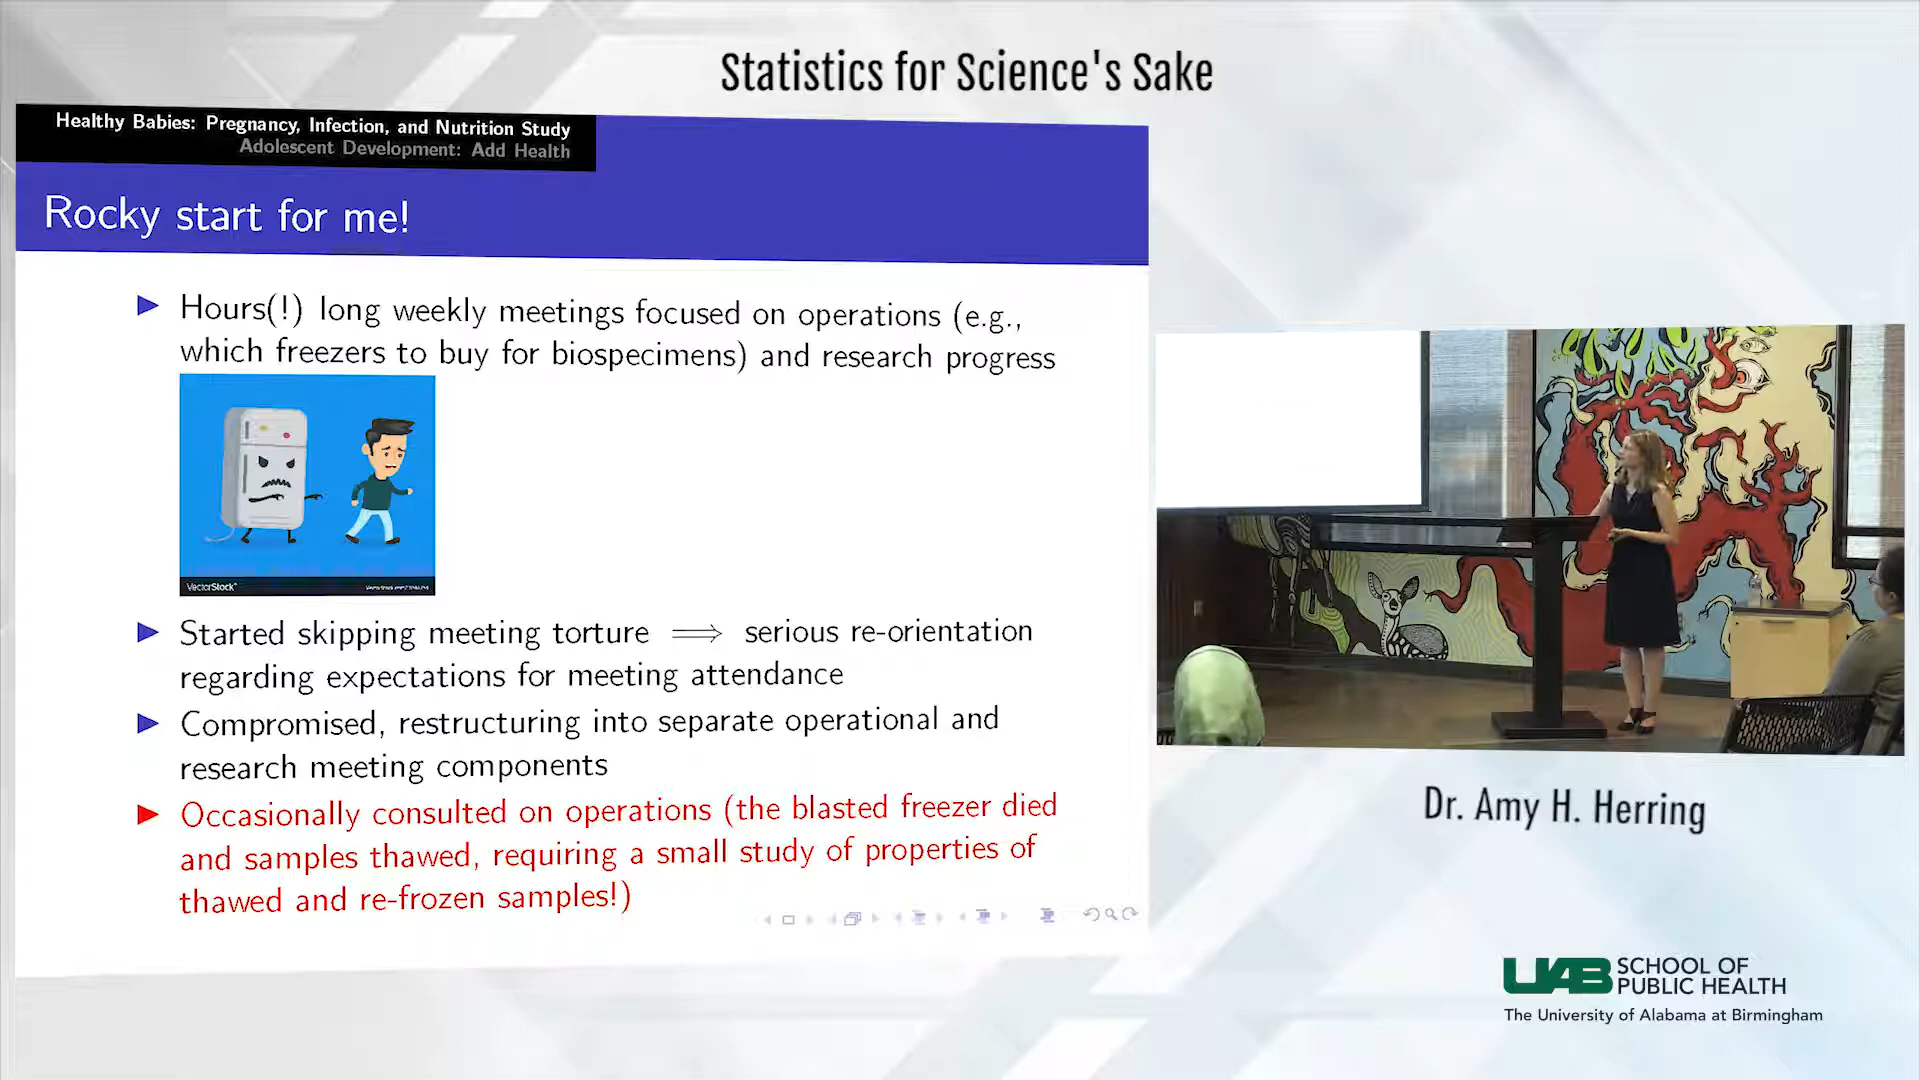 Statistics for Science's Sake
Healthy Babies: Pregnancy, Infection, and Nutrition Study
Adolescent Development: Add Health
Rocky start for me!
Hours(!) long weekly meetings focused on operations (e.g.,
which freezers to buy for biospecimens) and research progress
VectorStock
Started skipping meeting torture ⟹ serious re-orientation
regarding expectations for meeting attendance
Compromised, restructuring into separate operational and
research meeting components
Occasionally consulted on operations (the blasted freezer died
and samples thawed, requiring a small study of properties of
thawed and re-frozen samples!)
Dr. Amy H. Herring
UAB SCHOOL OF
PUBLIC HEALTH
The University of Alabama at Birmingham